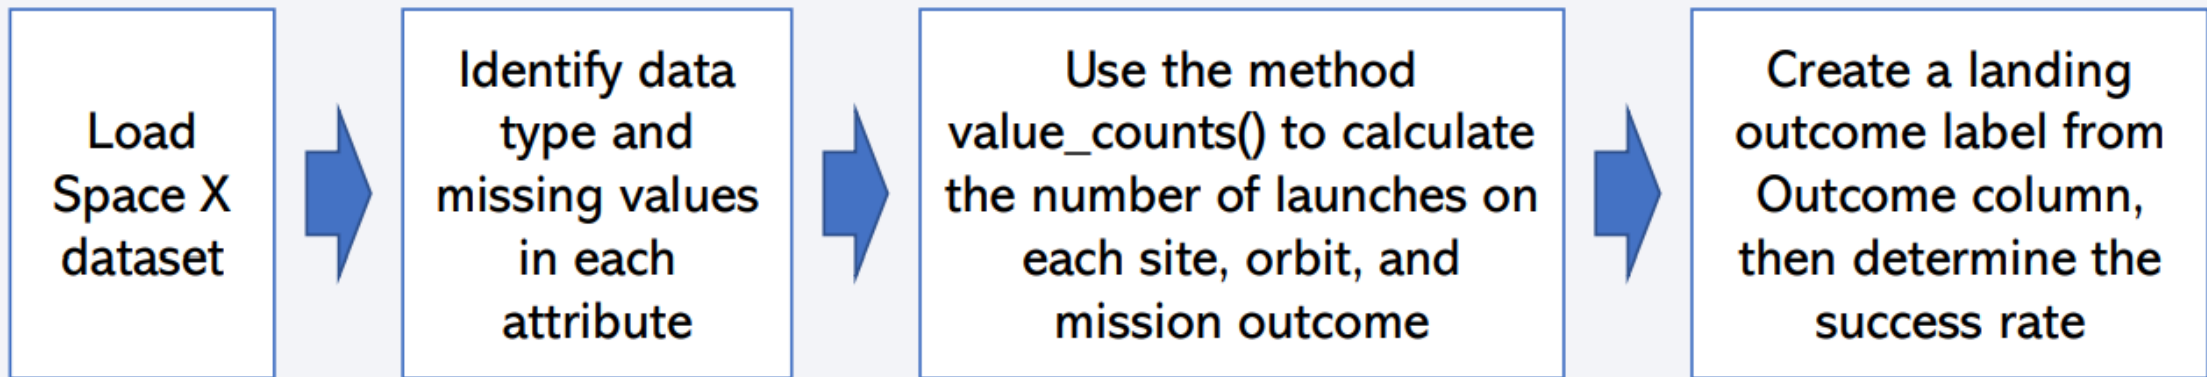 Load
Space X
dataset
Identify data
type and
missing values
in each
attribute
Use the method
value_counts() to calculate
the number of launches on
each site, orbit, and
mission outcome
Create a landing
outcome label from
Outcome column,
then determine the
success rate